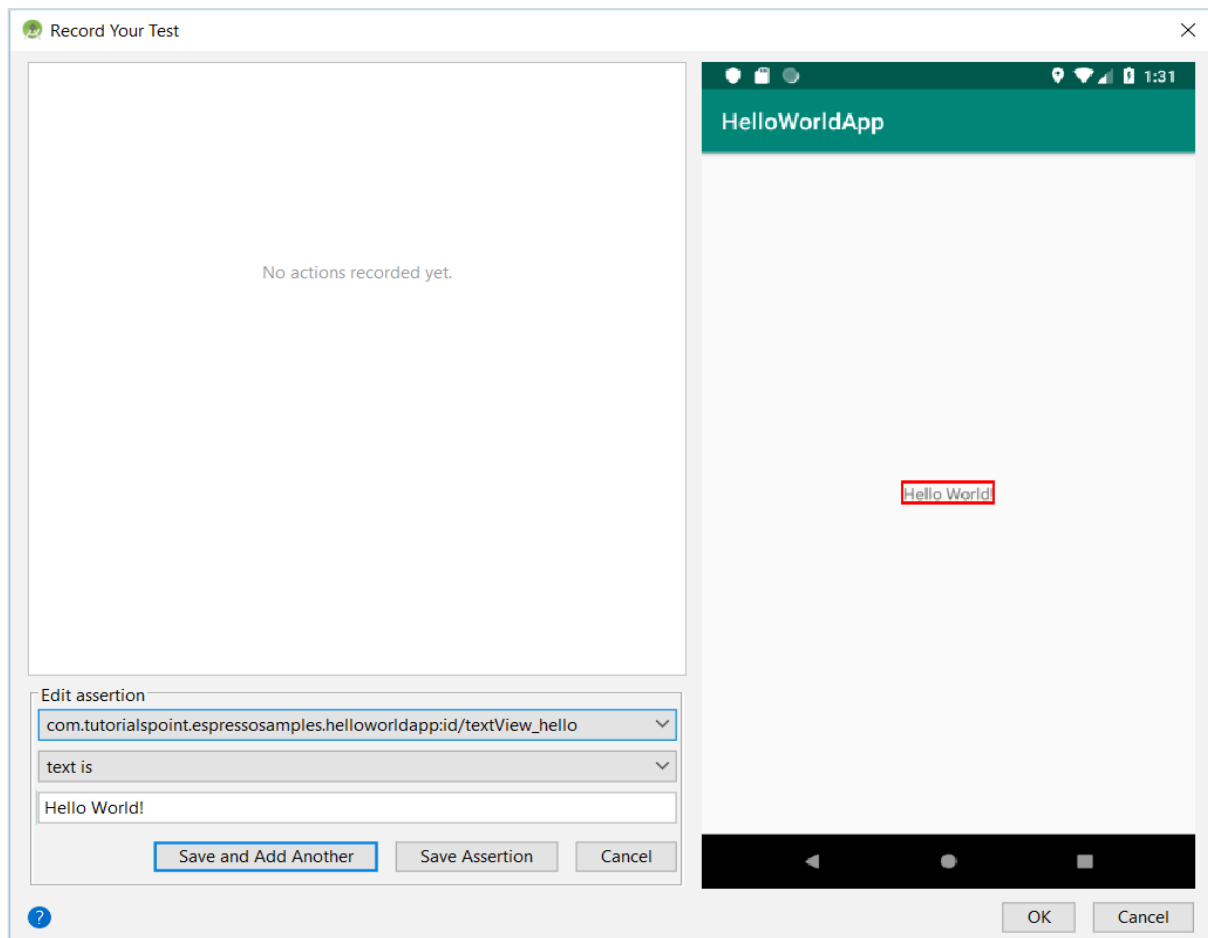 Record Your Test
1:31
HelloWorldApp
No actions recorded yet.
Hello World!
Edit assertion
com.tutorialspoint.espressosamples.helloworldapp:id/textView_hello
text is
Hello World!
Save and Add Another
Save Assertion
Cancel
?
OK
Cancel